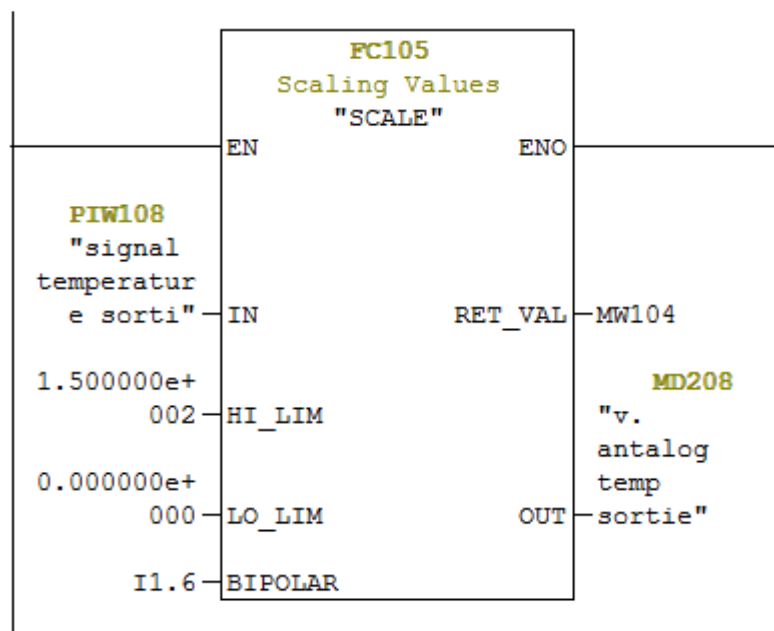 FC105
Scaling Values
"SCALE"
EN ENO
PIW108
"signal
temperatur
e sorti" IN RET_VAL MW104
1.500000e+ MD208
002 HI_LIM "v.
antalog
0.000000e+ temp
000 LO_LIM OUT sortie"
I1.6 BIPOLAR